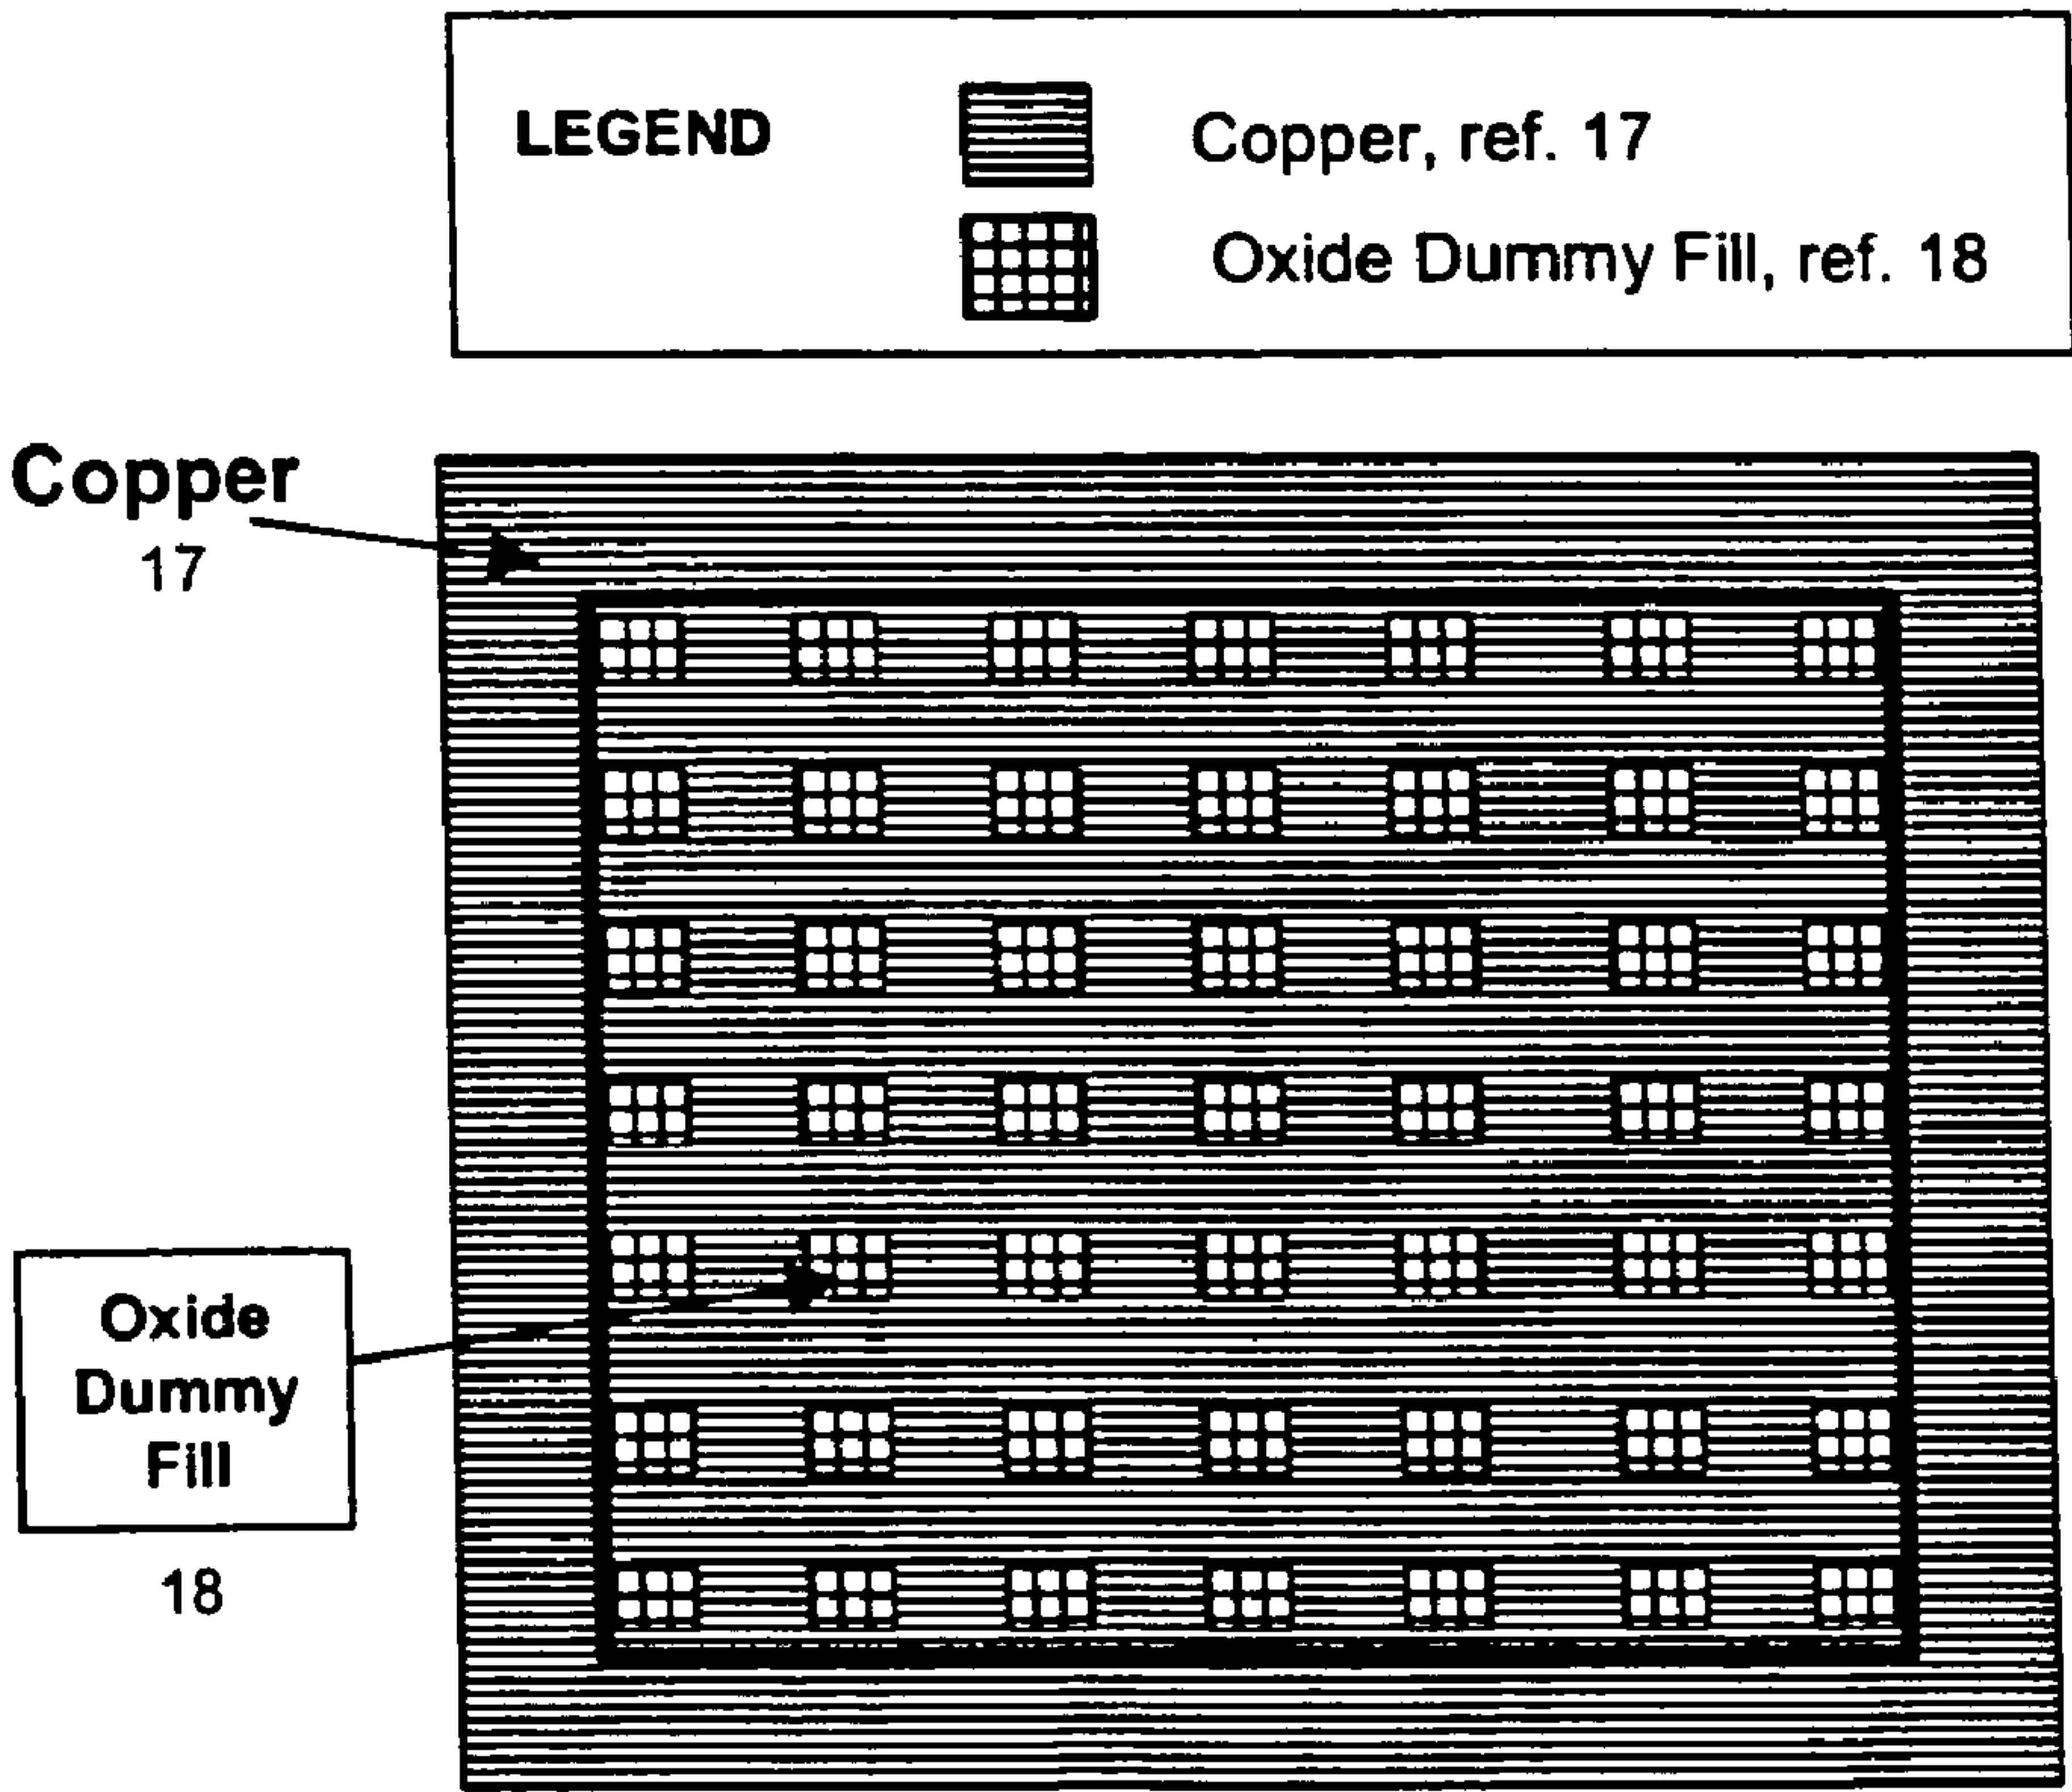 LEGEND
Copper, ref. 17
Oxide Dummy Fill, ref. 18
Copper
17
Oxide
Dummy
Fill
18